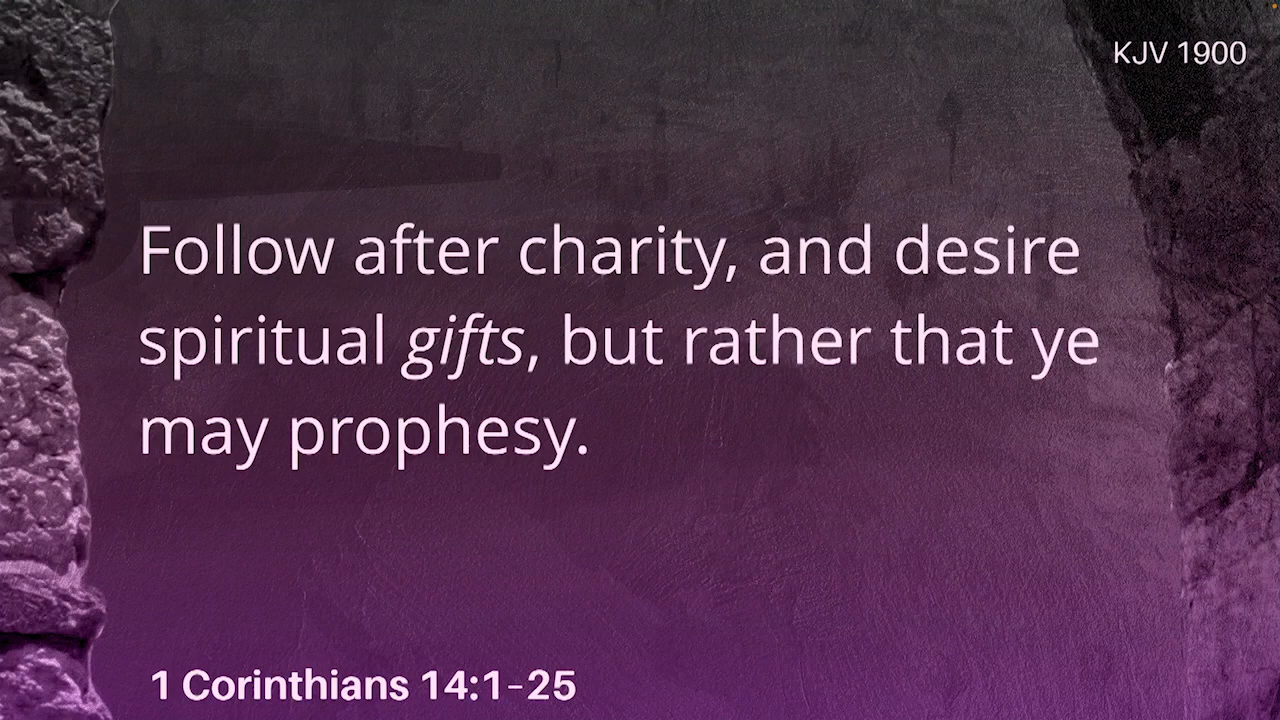 KJV 1900
Follow after charity, and desire
spiritual gifts, but rather that ye
may prophesy.
1 Corinthians 14:1–25